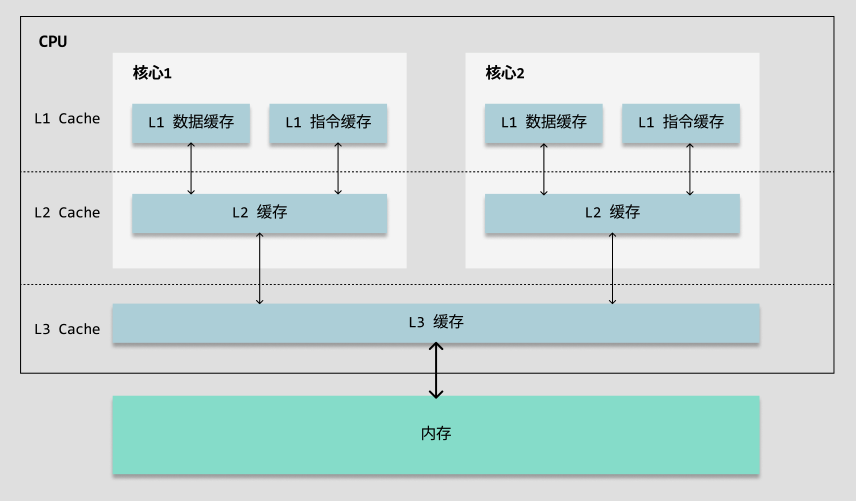 CPU
核心1
核心2
L1 Cache
L1 数据缓存
L1 指令缓存
L1 数据缓存
L1 指令缓存
L2 Cache
L2 缓存
L2 缓存
L3 Cache
L3 缓存
内存